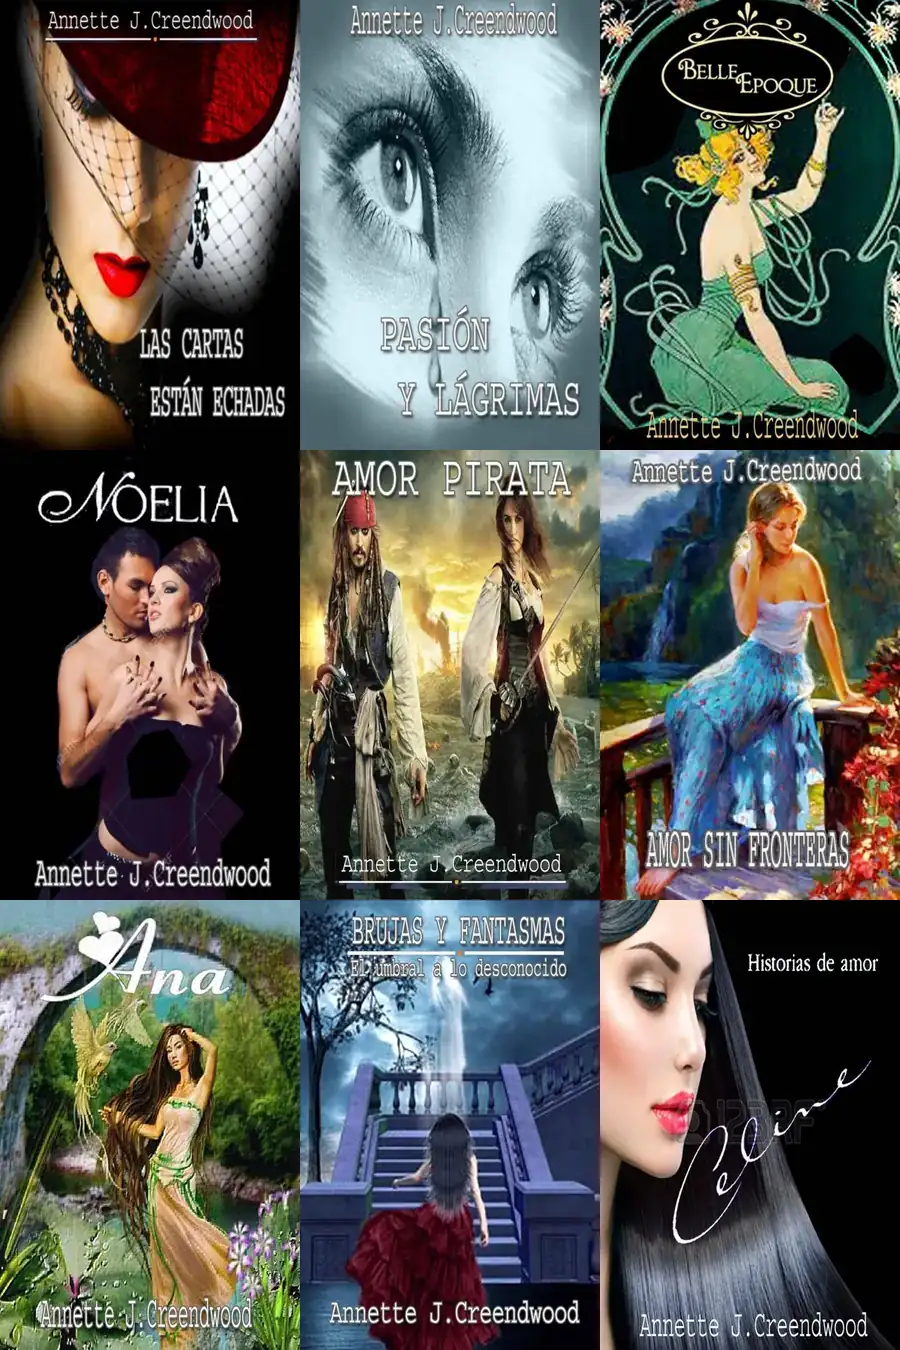 Annette J.Creendwood
LAS CARTAS
ESTÁN ECHADAS
Annette J.Creendwood
PASIÓN
Y LÁGRIMAS
BELLE
EPOQUE
Annette J.Creendwood
NOELIA
Annette J.Creendwood
AMOR PIRATA
Annette J.Creendwood
Annette J.Creendwood
AMOR SIN FRONTERAS
Ana
Annette J.Creendwood
BRUJAS Y FANTASMAS
El umbral a lo desconocido
Annette J.Creendwood
Historias de amor
123RF
Celine
Annette J.Creendwood